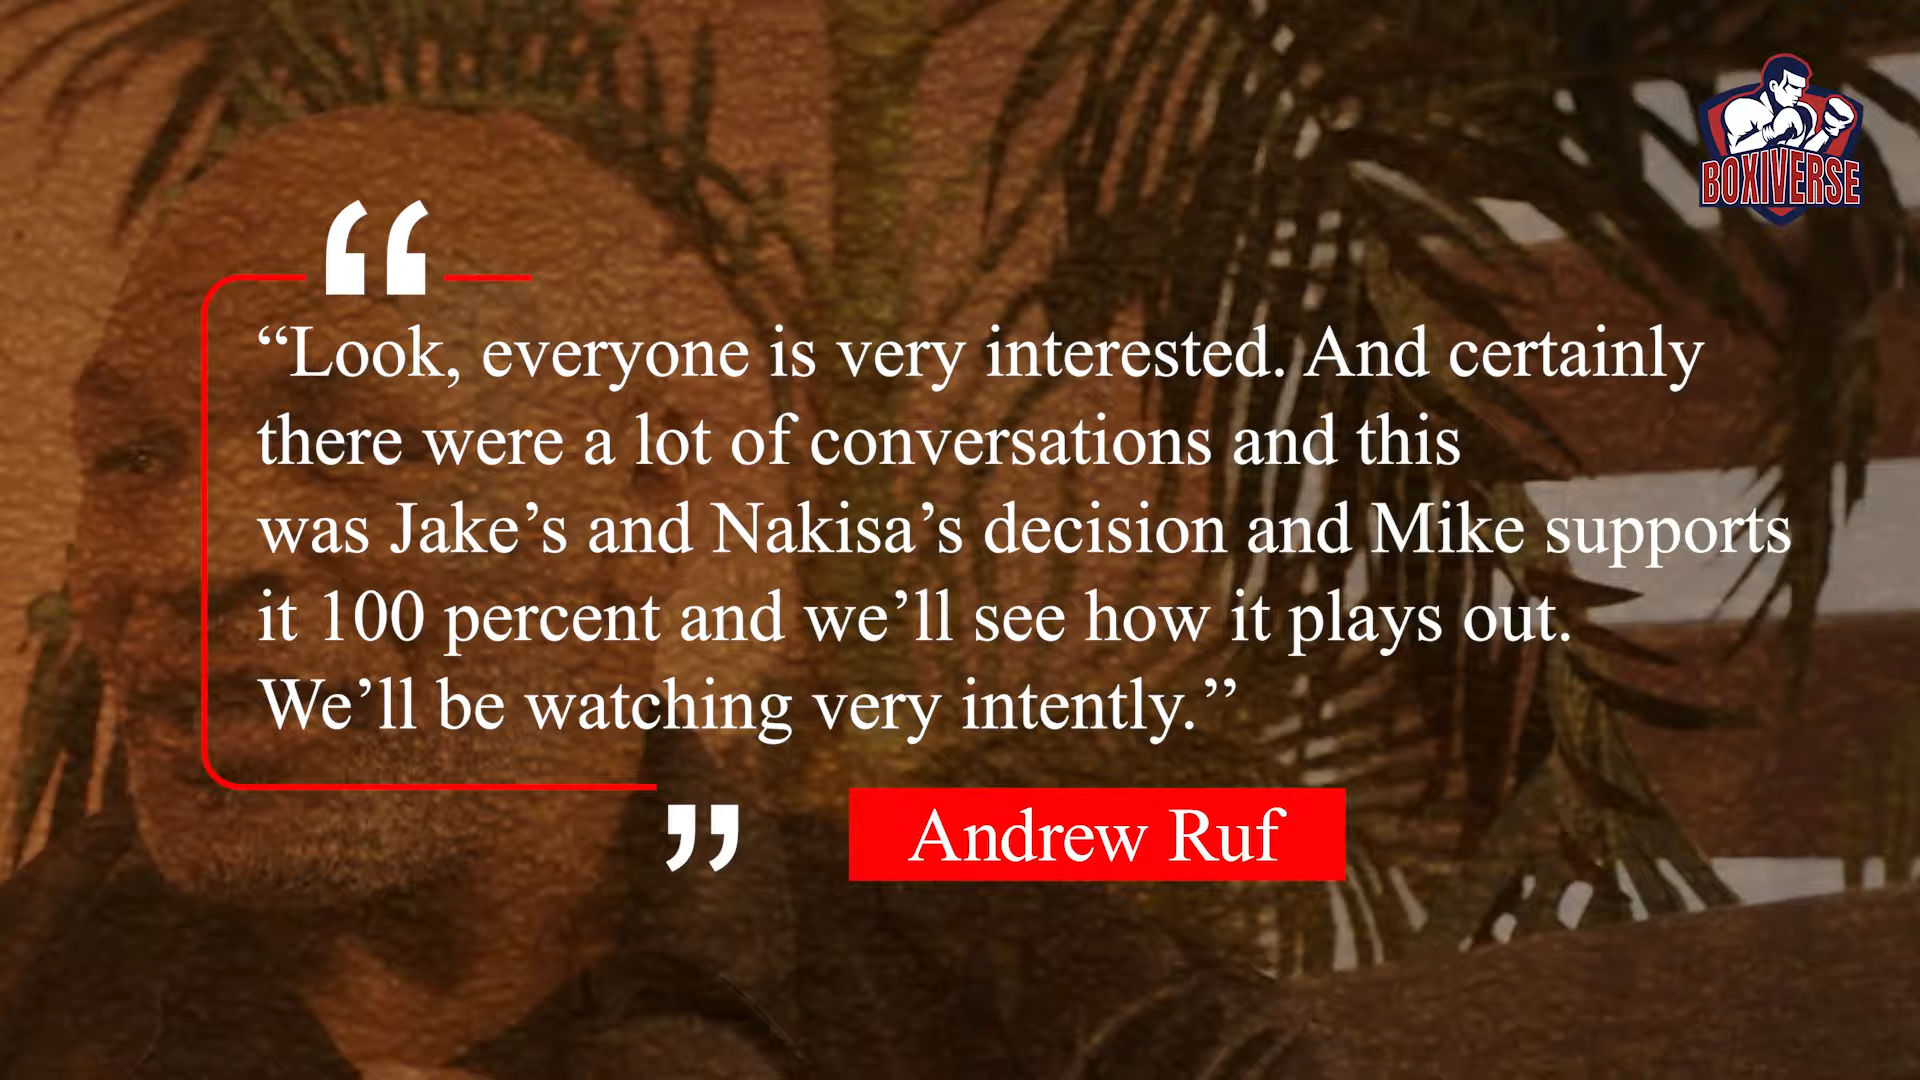 BOXIVERSE
“Look, everyone is very interested. And certainly
there were a lot of conversations and this
was Jake’s and Nakisa’s decision and Mike supports
it 100 percent and we’ll see how it plays out.
We’ll be watching very intently.”
Andrew Ruf